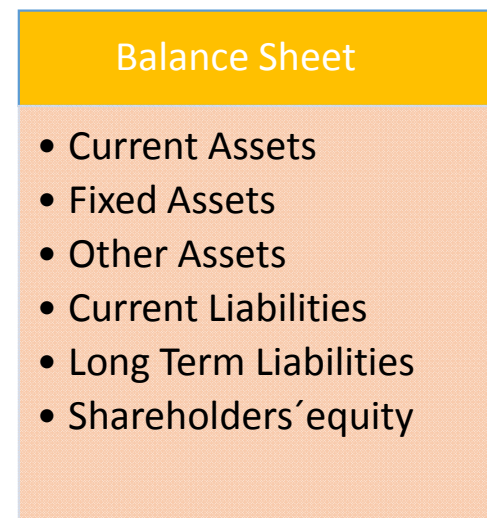 Balance Sheet
• Current Assets
• Fixed Assets
• Other Assets
• Current Liabilities
• Long Term Liabilities
• Shareholders´equity